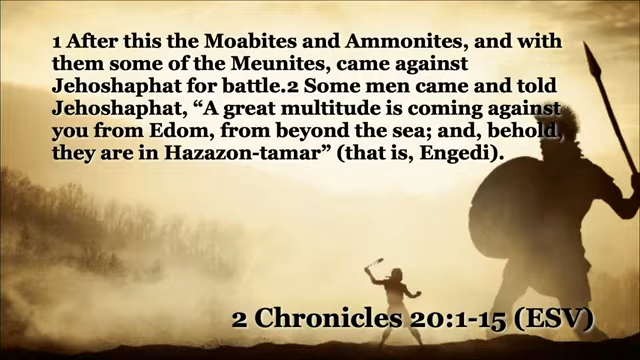 1 After this the Moabites and Ammonites, and with
them some of the Meunites, came against
Jehoshaphat for battle.2 Some men came and told
Jehoshaphat, “A great multitude is coming against
you from Edom, from beyond the sea; and, behold,
they are in Hazazon-tamar” (that is, Engedi).
2 Chronicles 20:1-15 (ESV)